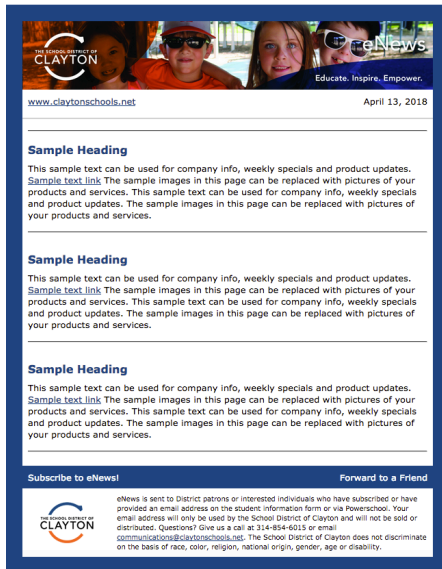 THE SCHOOL DISTRICT OF
CLAYTON
eNews
Educate. Inspire. Empower.
www.claytonschools.net April 13, 2018
Sample Heading
This sample text can be used for company info, weekly specials and product updates.
Sample text link The sample images in this page can be replaced with pictures of your
products and services. This sample text can be used for company info, weekly specials
and product updates. The sample images in this page can be replaced with pictures of
your products and services.
Sample Heading
This sample text can be used for company info, weekly specials and product updates.
Sample text link The sample images in this page can be replaced with pictures of your
products and services. This sample text can be used for company info, weekly specials
and product updates. The sample images in this page can be replaced with pictures of
your products and services.
Sample Heading
This sample text can be used for company info, weekly specials and product updates.
Sample text link The sample images in this page can be replaced with pictures of your
products and services. This sample text can be used for company info, weekly specials
and product updates. The sample images in this page can be replaced with pictures of
your products and services.
Subscribe to eNews! Forward to a Friend
THE SCHOOL DISTRICT OF
CLAYTON
eNews is sent to District patrons or interested individuals who have subscribed or have
provided an email address on the student information form or via Powerschool. Your
email address will only be used by the School District of Clayton and will not be sold or
distributed. Questions? Give us a call at 314-854-6015 or email
communications@claytonschools.net. The School District of Clayton does not discriminate
on the basis of race, color, religion, national origin, gender, age or disability.